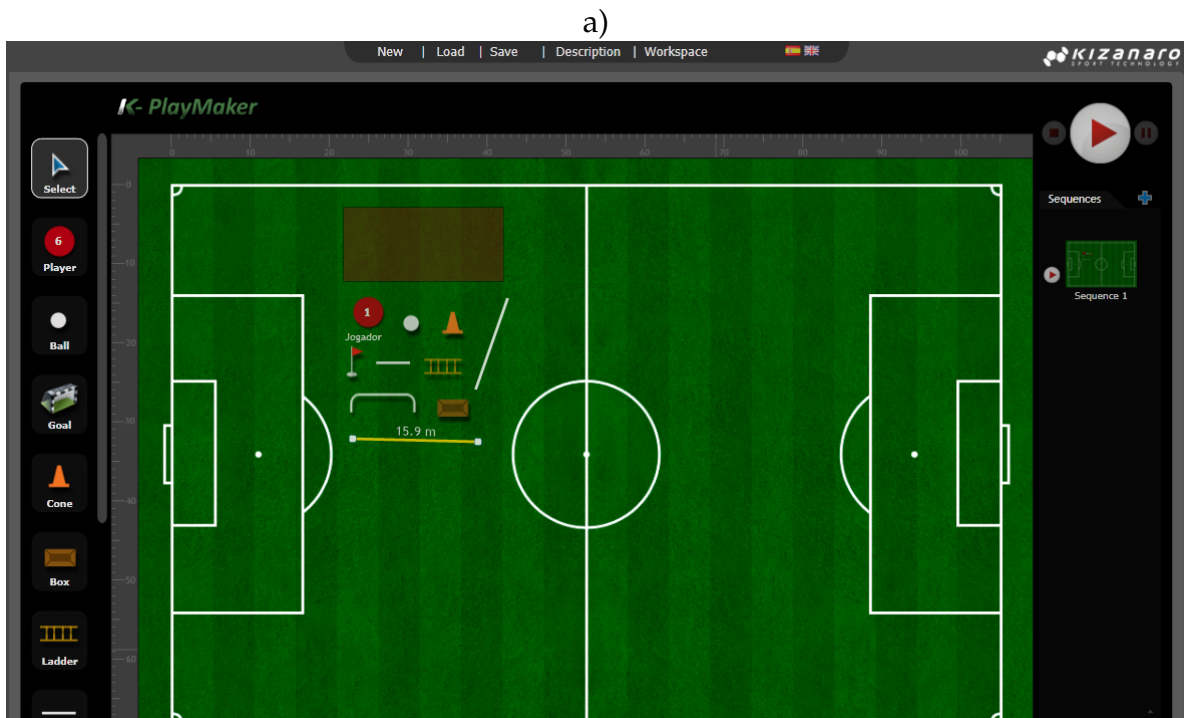 a)
New | Load | Save | Description | Workspace
KIZANARO
SPORT TECHNOLOGY
K- PlayMaker
0 10 20 30 40 50 60 70 80 90 100
Select
6
Player
Ball
Goal
Cone
Box
Ladder
0
10
20
30
40
50
60
1
Jogador
15.9 m
Sequences
Sequence 1